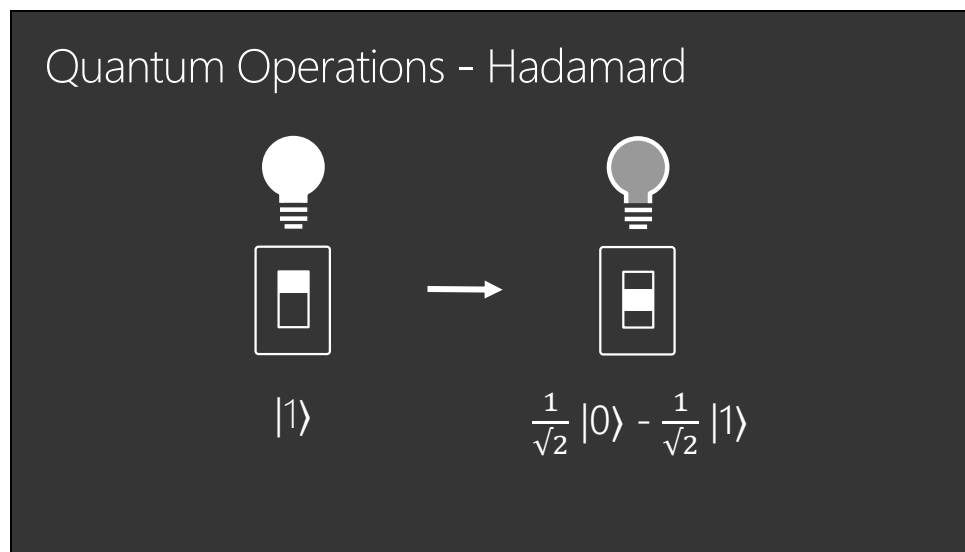 Quantum Operations - Hadamard
|1⟩
1/√2 |0⟩ - 1/√2 |1⟩